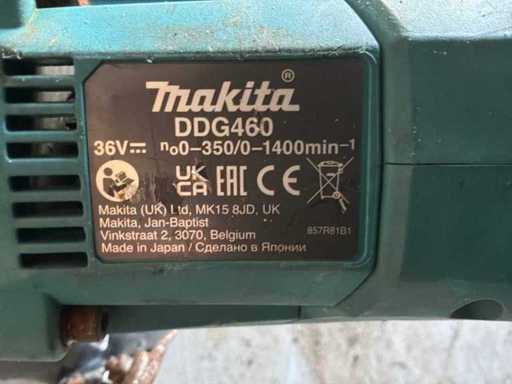 makita®
DDG460
36V⎓ n₀0-350/0-1400min⁻¹
UK CA EAC CE
Makita (UK) Ltd, MK15 8JD, UK
Makita, Jan-Baptist
Vinkstraat 2, 3070, Belgium
857R81B1
Made in Japan / Сделано в Японии